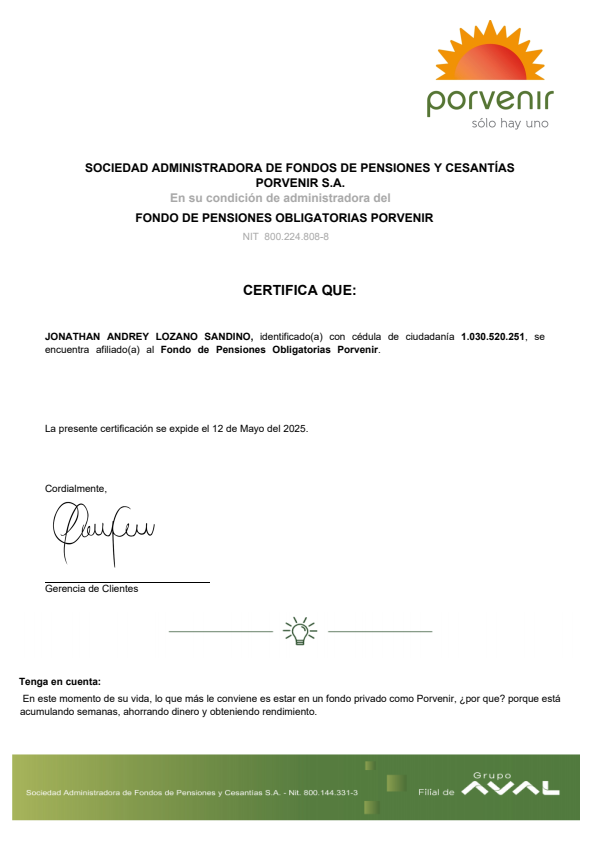 porvenir
sólo hay uno
SOCIEDAD ADMINISTRADORA DE FONDOS DE PENSIONES Y CESANTÍAS
PORVENIR S.A.
En su condición de administradora del
FONDO DE PENSIONES OBLIGATORIAS PORVENIR
NIT 800.224.808-8
CERTIFICA QUE:
JONATHAN ANDREY LOZANO SANDINO, identificado(a) con cédula de ciudadanía 1.030.520.251, se
encuentra afiliado(a) al Fondo de Pensiones Obligatorias Porvenir.
La presente certificación se expide el 12 de Mayo del 2025.
Cordialmente,
Gerencia de Clientes
Tenga en cuenta:
En este momento de su vida, lo que más le conviene es estar en un fondo privado como Porvenir, ¿por que? porque está
acumulando semanas, ahorrando dinero y obteniendo rendimiento.
Sociedad Administradora de Fondos de Pensiones y Cesantías S.A. - Nit. 800.144.331-3
Filial de Grupo AVAL